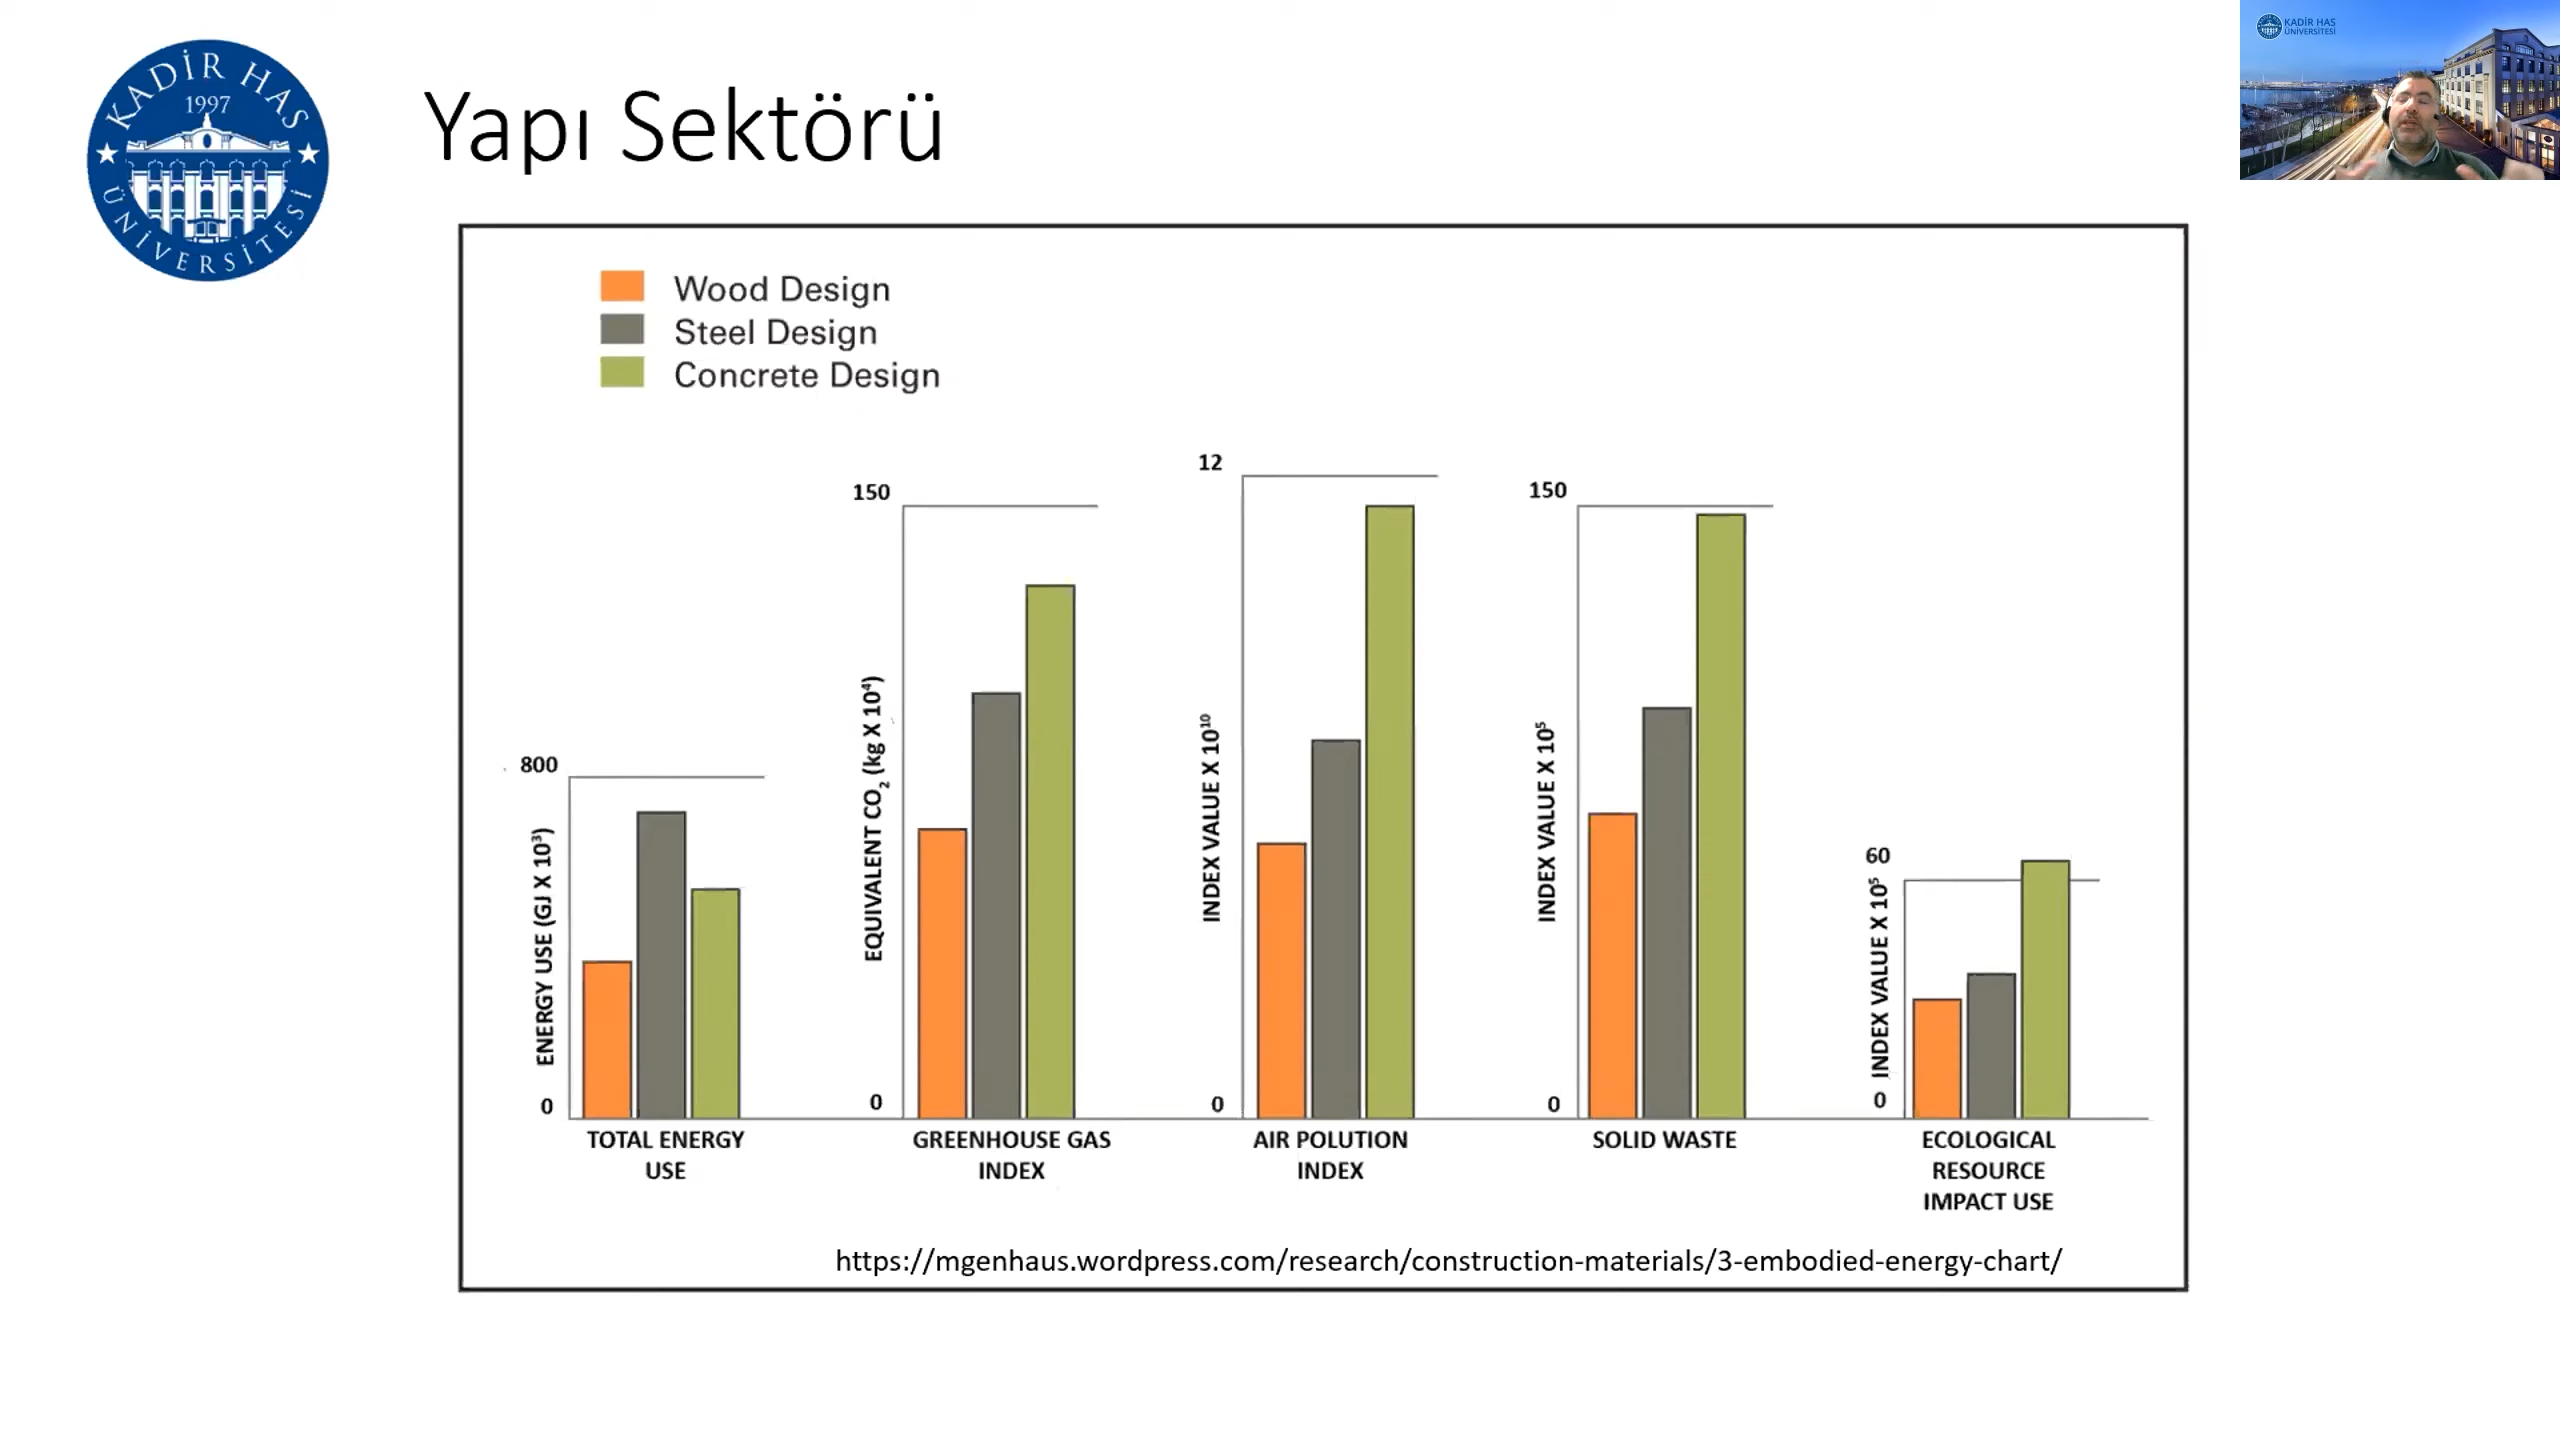 KADİR HAS
1997
ÜNİVERSİTESİ
Yapı Sektörü
KADİR HAS
ÜNİVERSİTESİ
Wood Design
Steel Design
Concrete Design
800
ENERGY USE (GJ X 10³)
0
TOTAL ENERGY
USE
150
EQUIVALENT CO₂ (kg X 10⁴)
0
GREENHOUSE GAS
INDEX
12
INDEX VALUE X 10¹⁰
0
AIR POLUTION
INDEX
150
INDEX VALUE X 10⁵
0
SOLID WASTE
60
INDEX VALUE X 10⁵
0
ECOLOGICAL
RESOURCE
IMPACT USE
https://mgenhaus.wordpress.com/research/construction-materials/3-embodied-energy-chart/